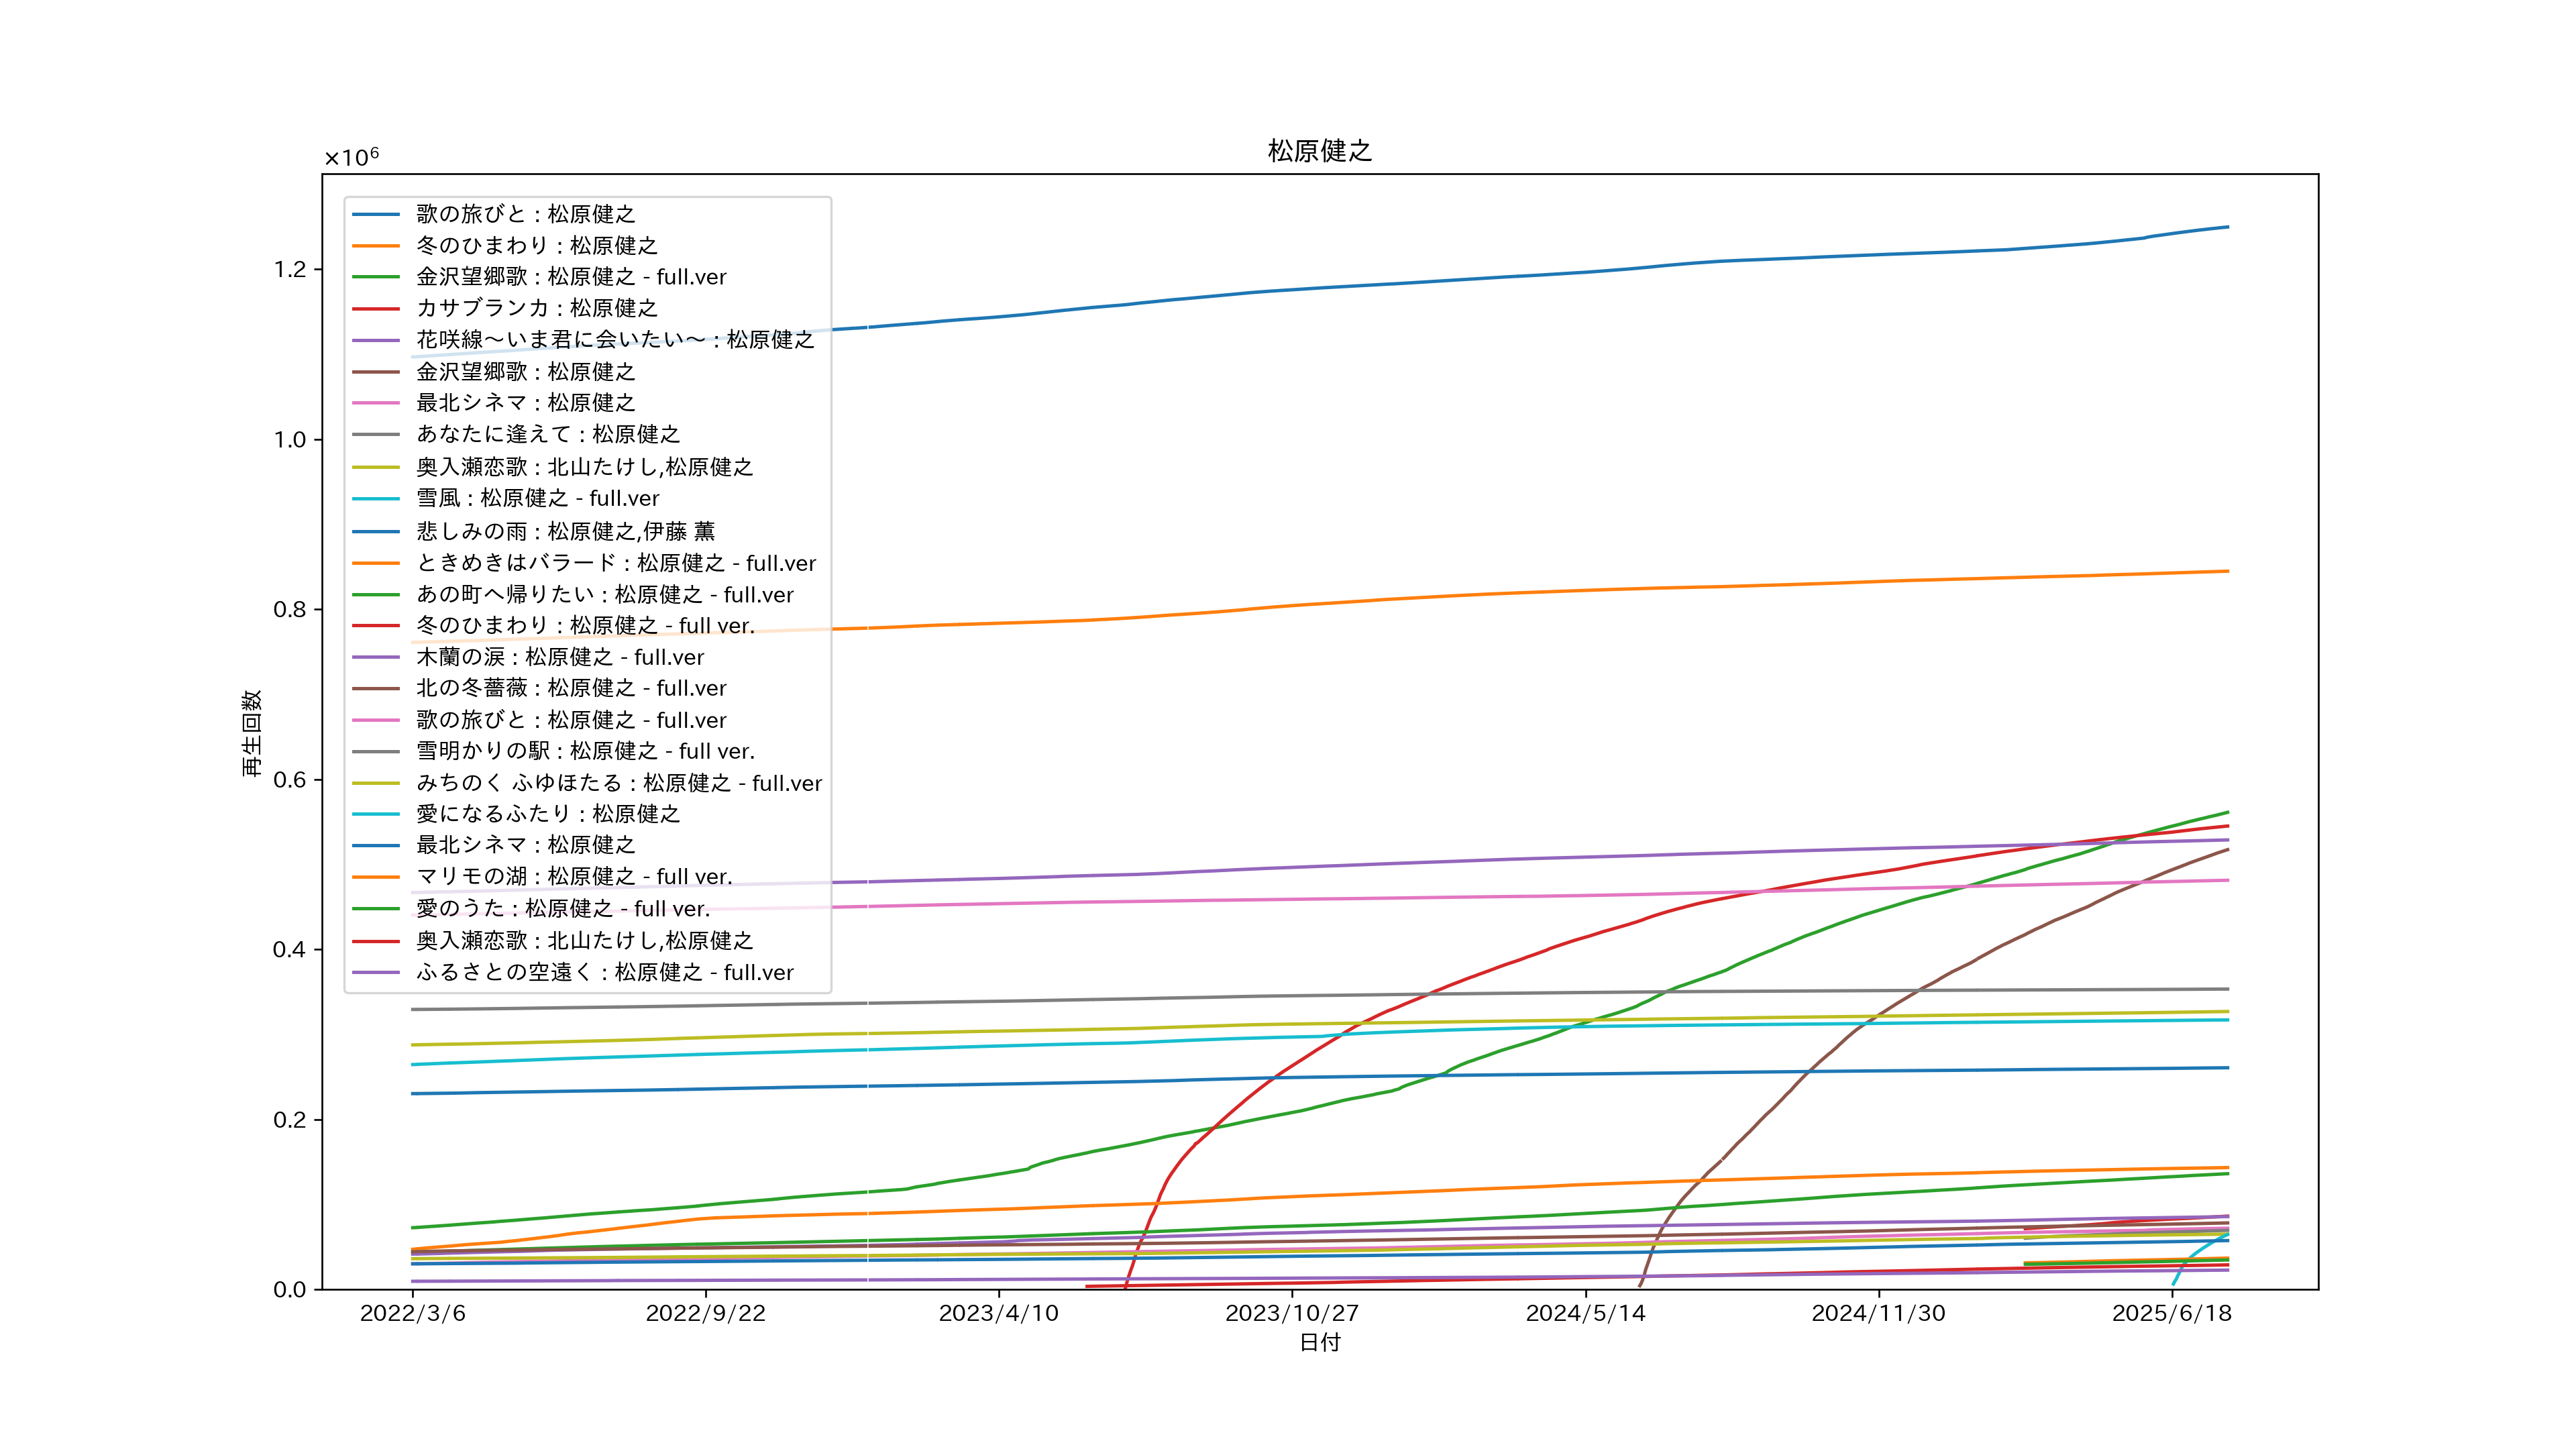 松原健之
×10⁶
歌の旅びと : 松原健之
冬のひまわり : 松原健之
金沢望郷歌 : 松原健之 - full.ver
カサブランカ : 松原健之
花咲線～いま君に会いたい～ : 松原健之
金沢望郷歌 : 松原健之
最北シネマ : 松原健之
あなたに逢えて : 松原健之
奥入瀬恋歌 : 北山たけし,松原健之
雪風 : 松原健之 - full.ver
悲しみの雨 : 松原健之,伊藤 薫
ときめきはバラード : 松原健之 - full.ver
あの町へ帰りたい : 松原健之 - full.ver
冬のひまわり : 松原健之 - full ver.
木蘭の涙 : 松原健之 - full.ver
北の冬薔薇 : 松原健之 - full.ver
歌の旅びと : 松原健之 - full.ver
雪明かりの駅 : 松原健之 - full ver.
みちのく ふゆほたる : 松原健之 - full.ver
愛になるふたり : 松原健之
最北シネマ : 松原健之
マリモの湖 : 松原健之 - full ver.
愛のうた : 松原健之 - full ver.
奥入瀬恋歌 : 北山たけし,松原健之
ふるさとの空遠く : 松原健之 - full.ver
1.2
1.0
0.8
0.6
0.4
0.2
0.0
再生回数
2022/3/6
2022/9/22
2023/4/10
2023/10/27
2024/5/14
2024/11/30
2025/6/18
日付